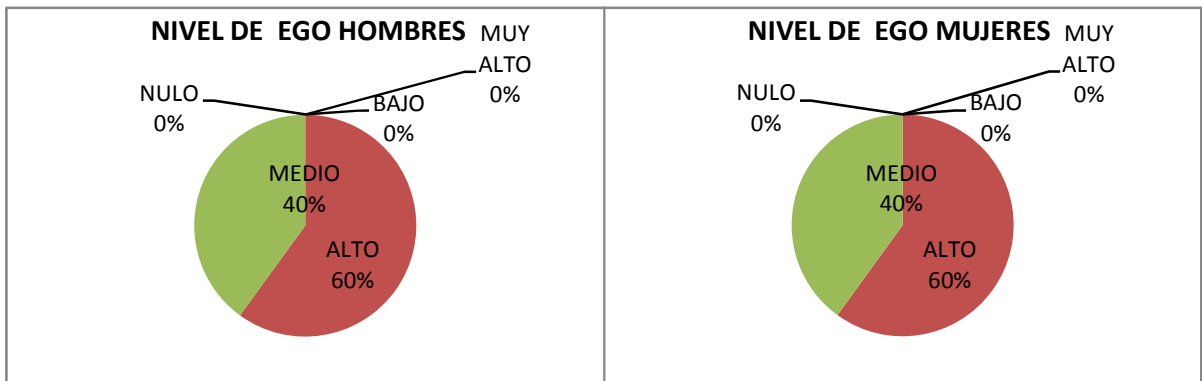 NIVEL DE EGO HOMBRES
MUY
ALTO
0%
NULO
0%
BAJO
0%
MEDIO
40%
ALTO
60%
NIVEL DE EGO MUJERES
MUY
ALTO
0%
NULO
0%
BAJO
0%
MEDIO
40%
ALTO
60%